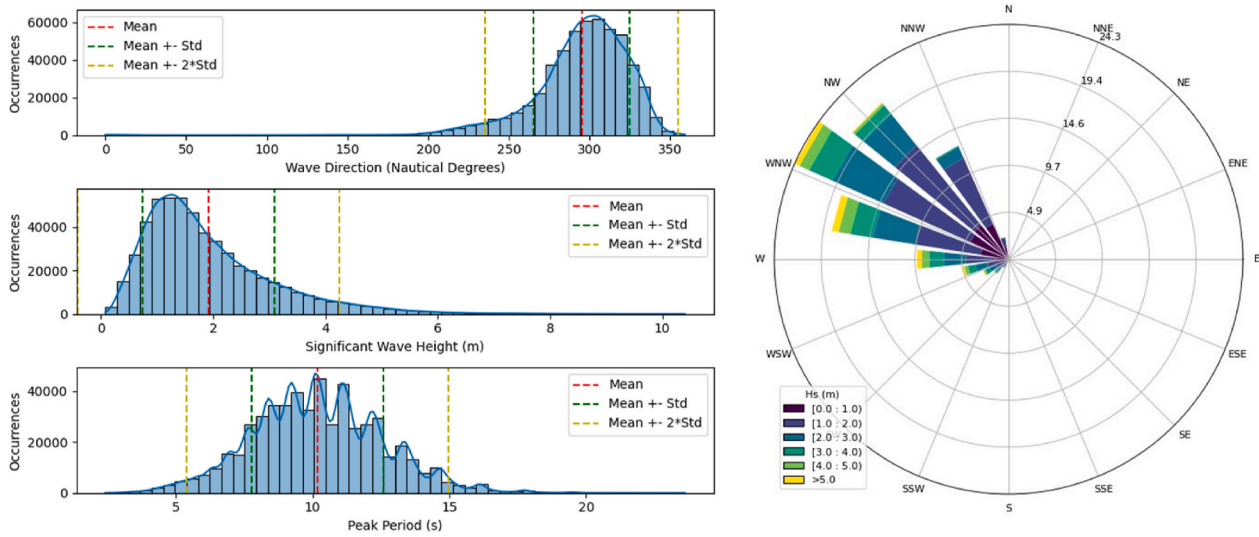 60000
40000
20000
0
Occurrences
Mean
Mean +- Std
Mean +- 2*Std
0 50 100 150 200 250 300 350
Wave Direction (Nautical Degrees)
40000
20000
0
Occurrences
Mean
Mean +- Std
Mean +- 2*Std
0 2 4 6 8 10
Significant Wave Height (m)
40000
20000
0
Occurrences
Mean
Mean +- Std
Mean +- 2*Std
5 10 15 20
Peak Period (s)
N
NNW NNE
24.3
NW 19.4 NE
14.6
WNW 9.7 ENE
4.9
W E
WSW ESE
SE
SSW SSE
S
Hs (m)
[0.0 : 1.0)
[1.0 : 2.0)
[2.0 : 3.0)
[3.0 : 4.0)
[4.0 : 5.0)
>5.0